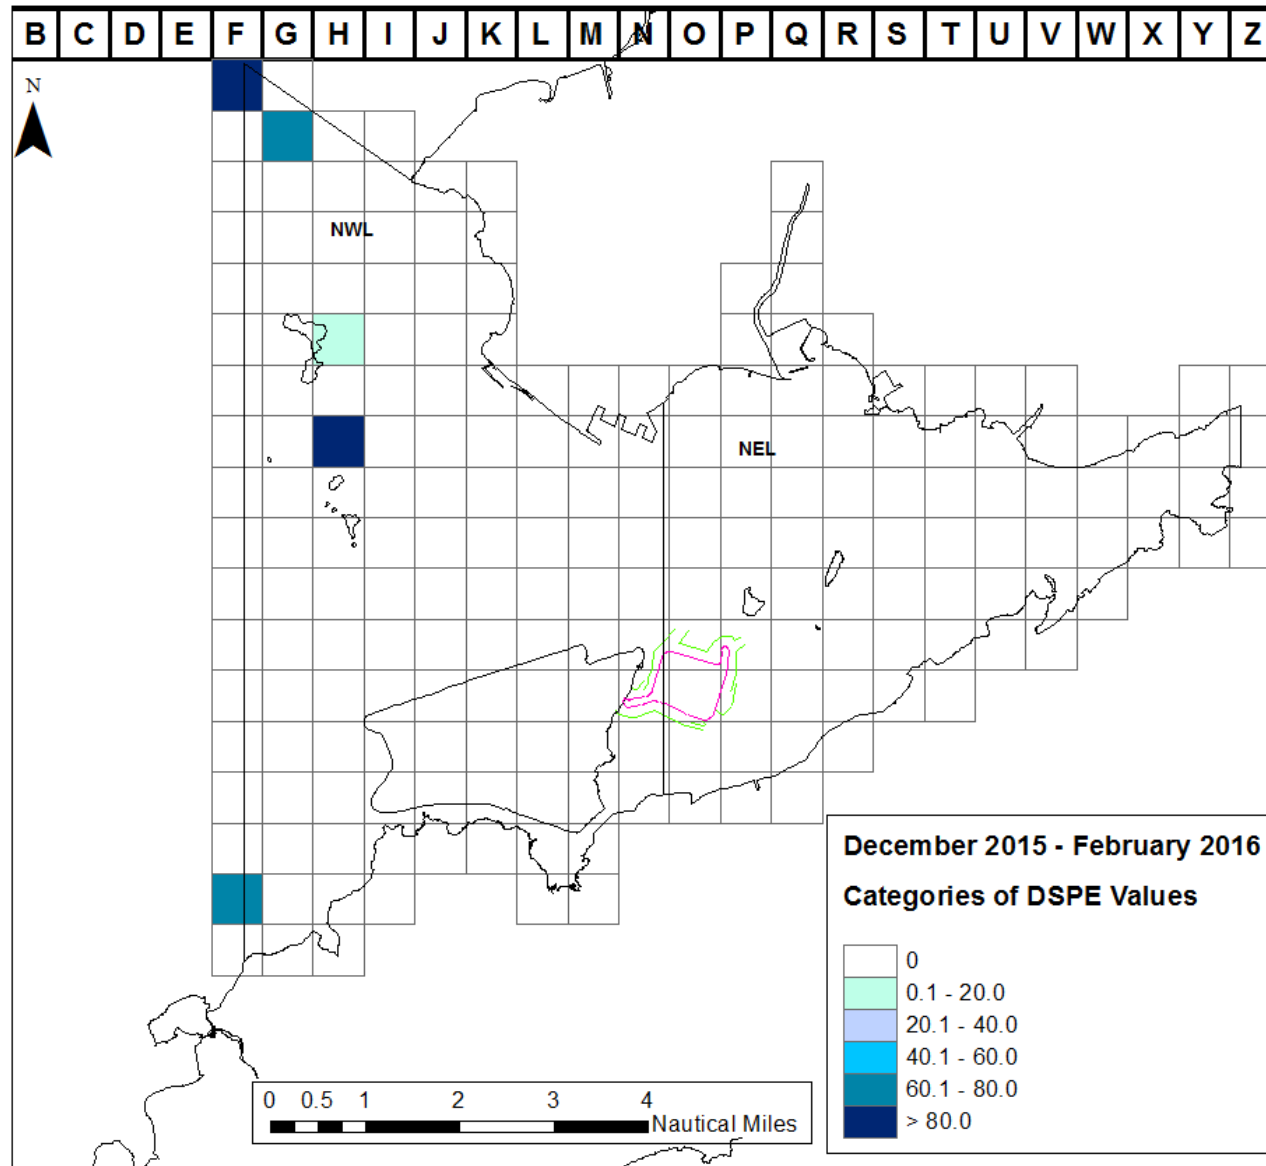 B C D E F G H I J K L M N O P Q R S T U V W X Y Z
N
NWL
NEL
December 2015 - February 2016
Categories of DSPE Values
0
0.1 - 20.0
20.1 - 40.0
40.1 - 60.0
60.1 - 80.0
> 80.0
0 0.5 1 2 3 4
Nautical Miles